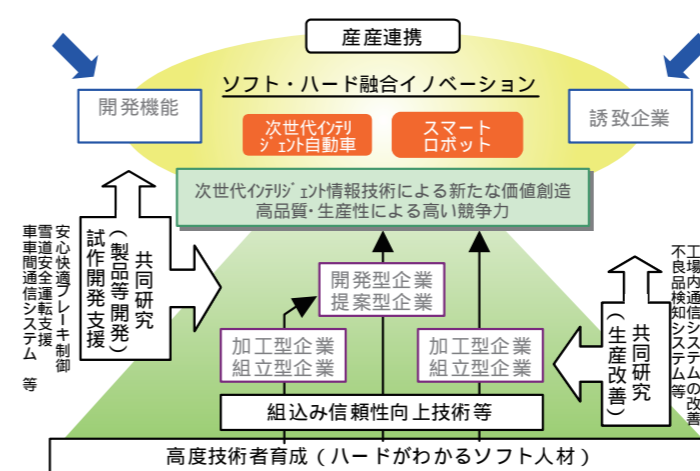 産産連携
ソフト・ハード融合イノベーション
開発機能
誘致企業
次世代インテリ
ジェント自動車
スマート
ロボット
次世代インテリジェント情報技術による新たな価値創造
高品質・生産性による高い競争力
共同研究
(製品等開発)
試作開発支援
安心快適ブレーキ制御
雪道安全運転支援
車車間通信システム 等
開発型企業
提案型企業
加工型企業
組立型企業
加工型企業
組立型企業
工場内通信システムの改善
不良品検知システム等
共同研究
(生産改善)
組込み信頼性向上技術等
高度技術者育成(ハードがわかるソフト人材)